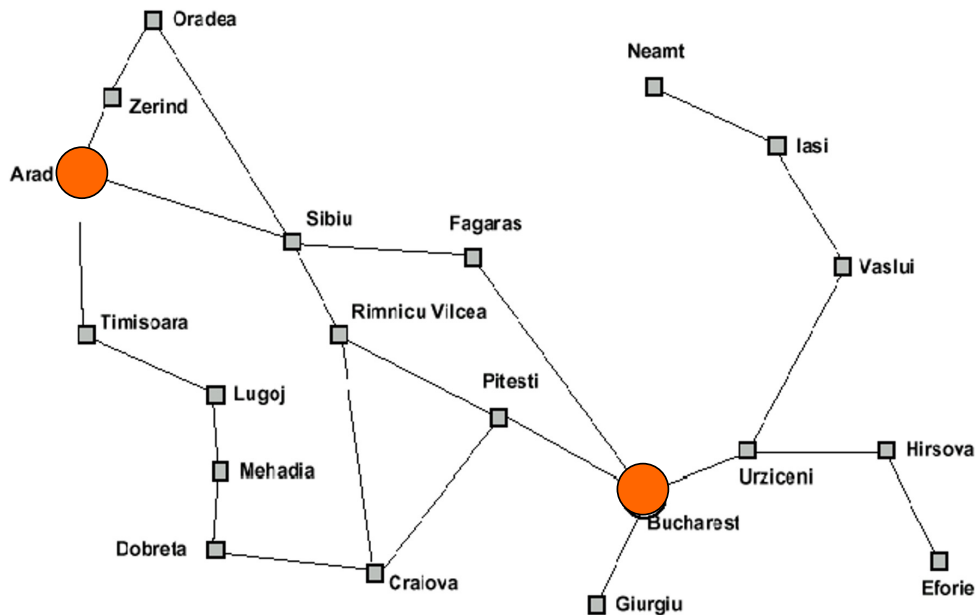 Oradea
Neamt
Zerind
Iasi
Arad
Sibiu
Fagaras
Vaslui
Timisoara
Rimnicu Vilcea
Pitesti
Lugoj
Hirsova
Mehadia
Urziceni
Bucharest
Dobreta
Craiova
Eforie
Giurgiu